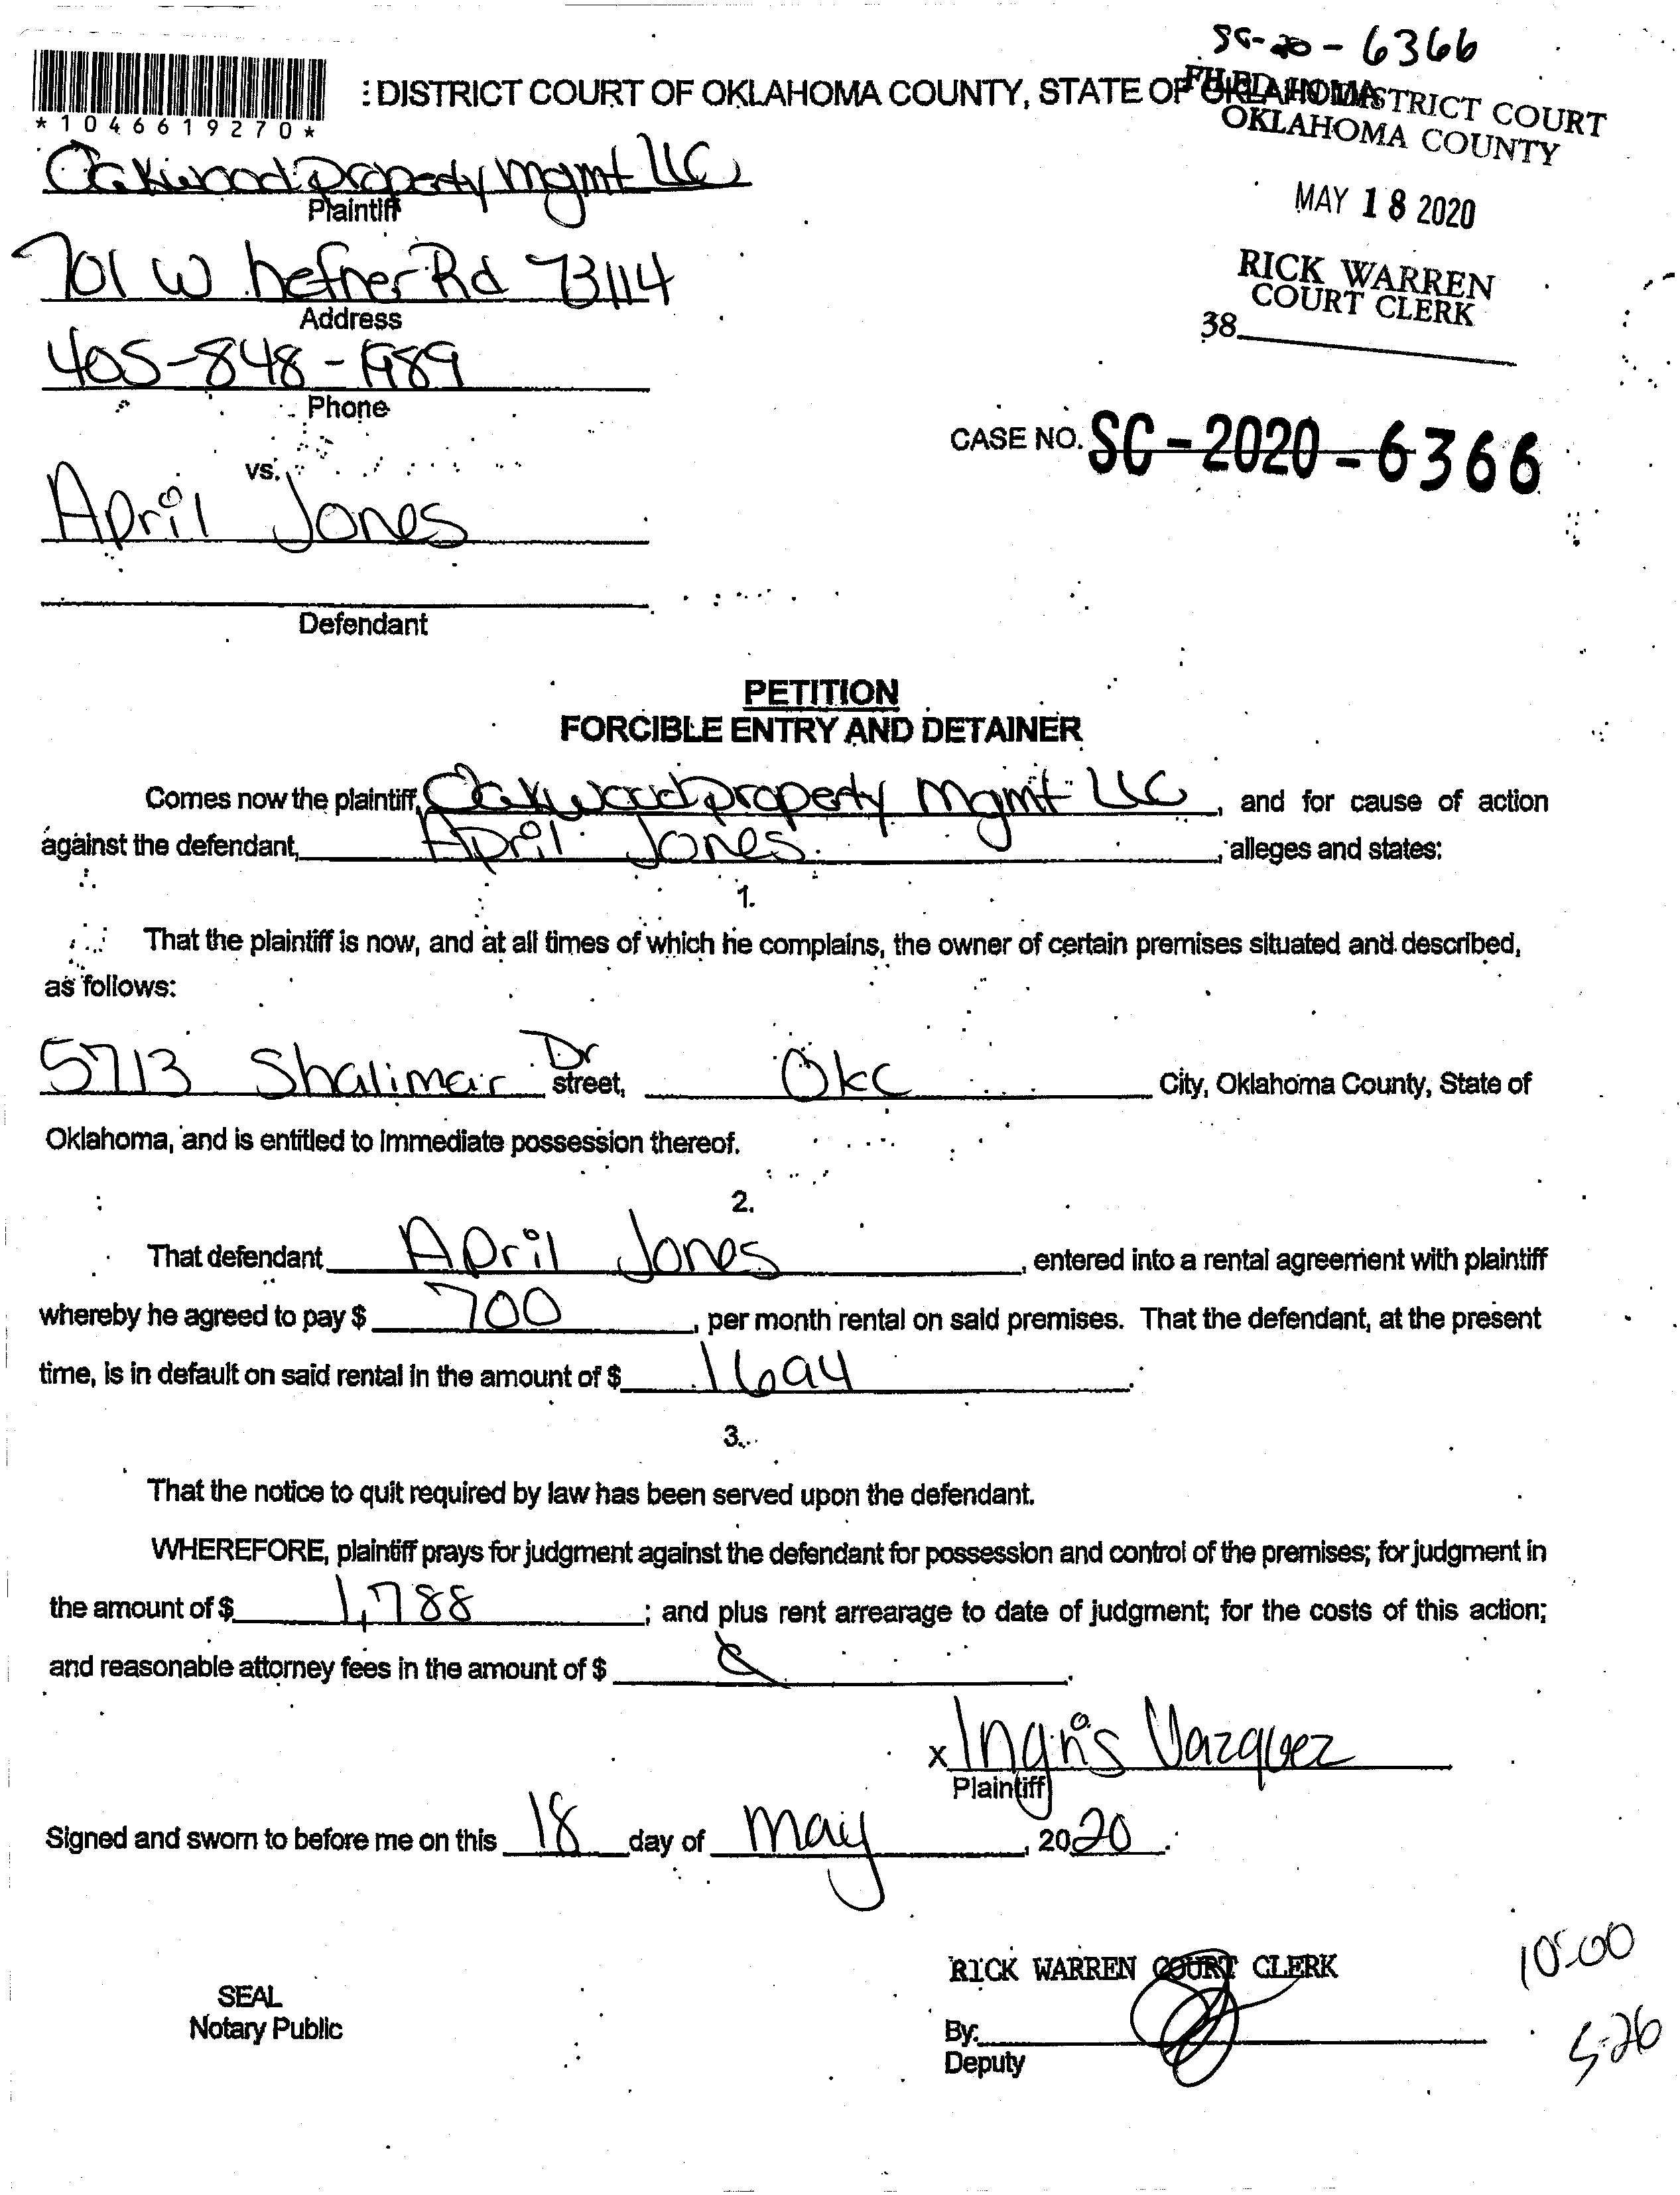 SC-20-6366
: DISTRICT COURT OF OKLAHOMA COUNTY, STATE OF OKLAHOMA
FILED IN DISTRICT COURT
OKLAHOMA COUNTY
*1046619270*
Oakwood Property Mgmt LLC
Plaintiff
MAY 18 2020
701 W hefner Rd 73114
Address
RICK WARREN
COURT CLERK
38
405-848-1989
Phone
CASE NO. SC-2020-6366
vs.
April Jones
Defendant
PETITION
FORCIBLE ENTRY AND DETAINER
Comes now the plaintiff, Oakwood property Mgmt LLC, and for cause of action
against the defendant, April Jones, alleges and states:
1.
That the plaintiff is now, and at all times of which he complains, the owner of certain premises situated and described,
as follows:
5713 Shalimar Dr street, Okc City, Oklahoma County, State of
Oklahoma, and is entitled to immediate possession thereof.
2.
That defendant April Jones, entered into a rental agreement with plaintiff
whereby he agreed to pay $ 700, per month rental on said premises. That the defendant, at the present
time, is in default on said rental in the amount of $ 1694.
3.
That the notice to quit required by law has been served upon the defendant.
WHEREFORE, plaintiff prays for judgment against the defendant for possession and control of the premises; for judgment in
the amount of $ 1,788; and plus rent arrearage to date of judgment; for the costs of this action;
and reasonable attorney fees in the amount of $
x Ingris Vazquez
Plaintiff
Signed and sworn to before me on this 18 day of May, 2020.
RICK WARREN COURT CLERK
10:00
SEAL
Notary Public
By:
Deputy
5-26